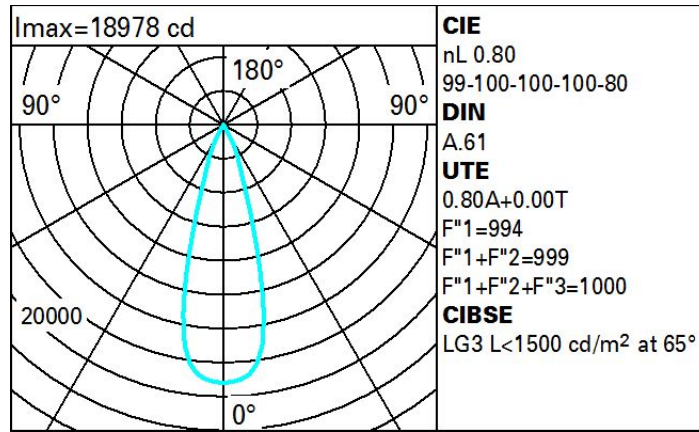 Imax=18978 cd
180°
90°
90°
20000
0°
CIE
nL 0.80
99-100-100-100-80
DIN
A.61
UTE
0.80A+0.00T
F"1=994
F"1+F"2=999
F"1+F"2+F"3=1000
CIBSE
LG3 L<1500 cd/m² at 65°